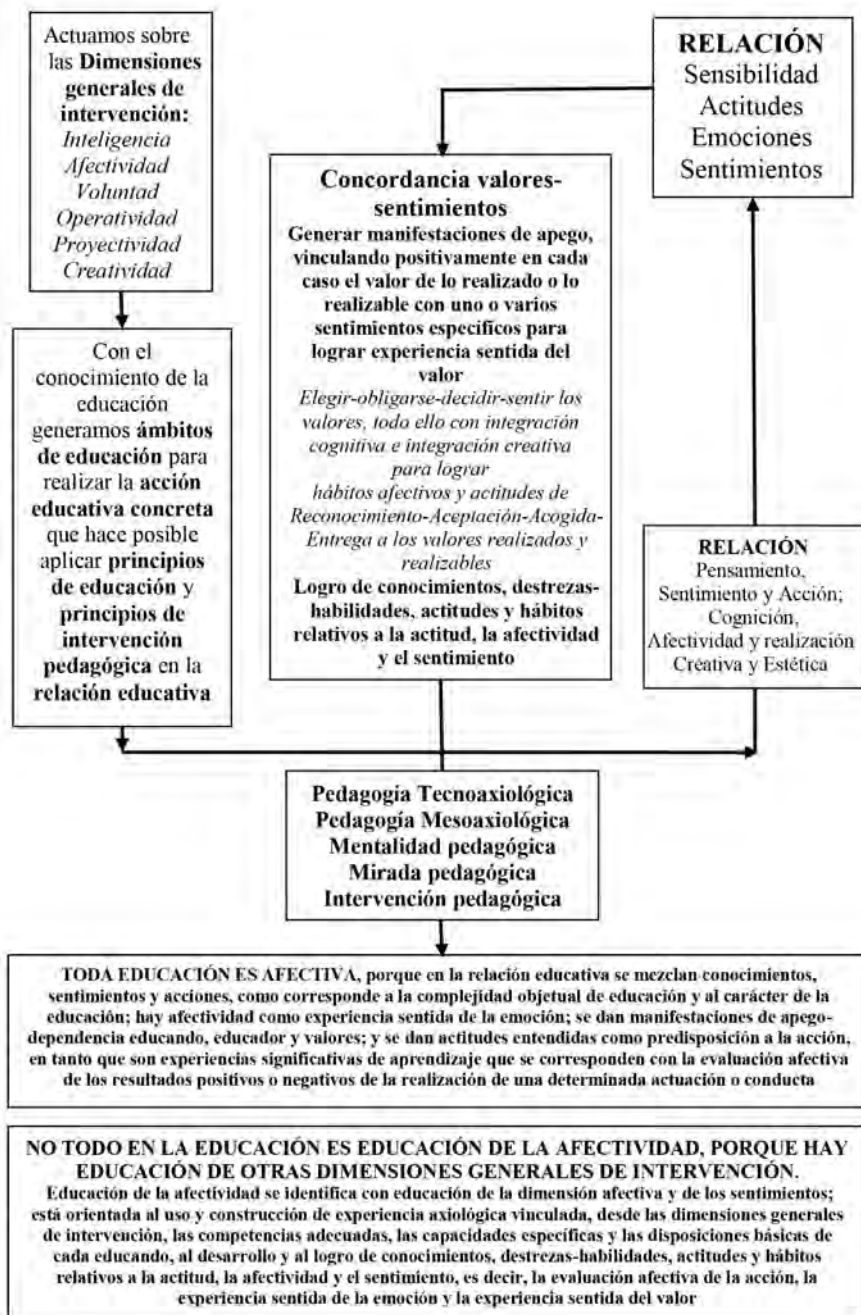 Actuamos sobre
las Dimensiones
generales de
intervención:
Inteligencia
Afectividad
Voluntad
Operatividad
Proyectividad
Creatividad
Con el
conocimiento de la
educación
generamos ámbitos
de educación para
realizar la acción
educativa concreta
que hace posible
aplicar principios
de educación y
principios de
intervención
pedagógica en la
relación educativa
Concordancia valores-
sentimientos
Generar manifestaciones de apego,
vinculando positivamente en cada
caso el valor de lo realizado o lo
realizable con uno o varios
sentimientos específicos para
lograr experiencia sentida del
valor
Elegir-obligarse-decidir-sentir los
valores, todo ello con integración
cognitiva e integración creativa
para lograr
hábitos afectivos y actitudes de
Reconocimiento-Aceptación-Acogida-
Entrega a los valores realizados y
realizables
Logro de conocimientos, destrezas-
habilidades, actitudes y hábitos
relativos a la actitud, la afectividad
y el sentimiento
RELACIÓN
Sensibilidad
Actitudes
Emociones
Sentimientos
RELACIÓN
Pensamiento,
Sentimiento y Acción;
Cognición,
Afectividad y realización
Creativa y Estética
Pedagogía Tecnoaxiológica
Pedagogía Mesoaxiológica
Mentalidad pedagógica
Mirada pedagógica
Intervención pedagógica
TODA EDUCACIÓN ES AFECTIVA, porque en la relación educativa se mezclan conocimientos,
sentimientos y acciones, como corresponde a la complejidad objetual de educación y al carácter de la
educación; hay afectividad como experiencia sentida de la emoción; se dan manifestaciones de apego-
dependencia educando, educador y valores; y se dan actitudes entendidas como predisposición a la acción,
en tanto que son experiencias significativas de aprendizaje que se corresponden con la evaluación afectiva
de los resultados positivos o negativos de la realización de una determinada actuación o conducta
NO TODO EN LA EDUCACIÓN ES EDUCACIÓN DE LA AFECTIVIDAD, PORQUE HAY
EDUCACIÓN DE OTRAS DIMENSIONES GENERALES DE INTERVENCIÓN.
Educación de la afectividad se identifica con educación de la dimensión afectiva y de los sentimientos;
está orientada al uso y construcción de experiencia axiológica vinculada, desde las dimensiones generales
de intervención, las competencias adecuadas, las capacidades específicas y las disposiciones básicas de
cada educando, al desarrollo y al logro de conocimientos, destrezas-habilidades, actitudes y hábitos
relativos a la actitud, la afectividad y el sentimiento, es decir, la evaluación afectiva de la acción, la
experiencia sentida de la emoción y la experiencia sentida del valor